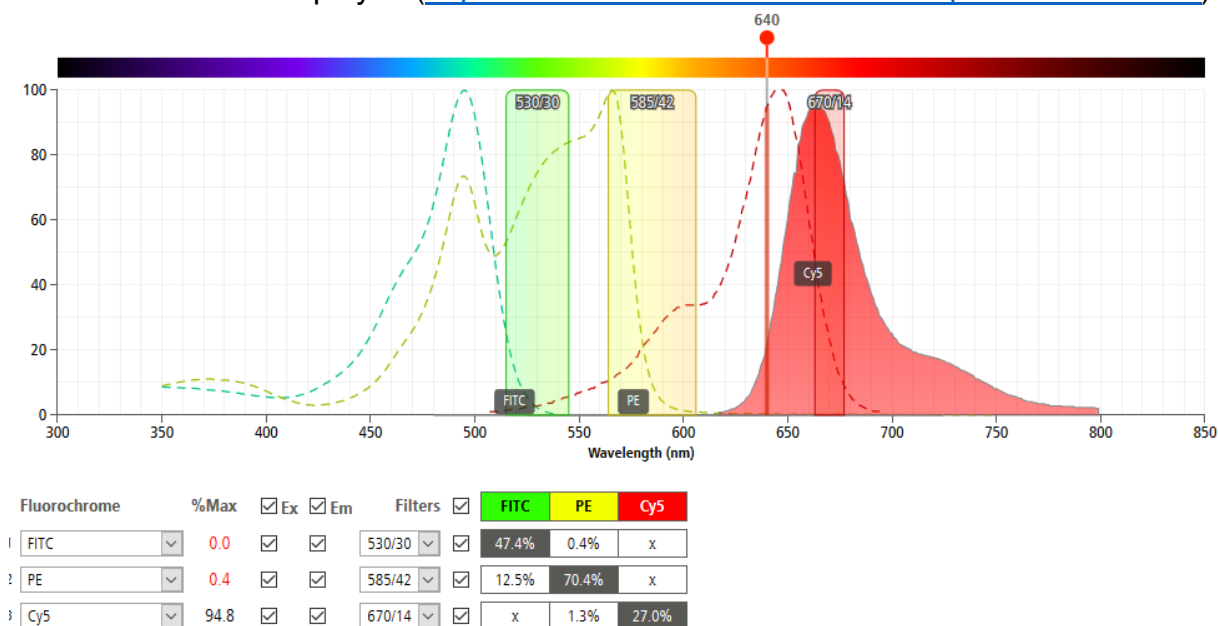 640
100
530/30
585/42
670/14
80
60
40
Cy5
20
FITC
PE
0
300 350 400 450 500 550 600 650 700 750 800 850
Wavelength (nm)
Fluorochrome %Max Ex Em Filters FITC PE Cy5
FITC 0.0 530/30 47.4% 0.4% x
2 PE 0.4 585/42 12.5% 70.4% x
3 Cy5 94.8 670/14 x 1.3% 27.0%